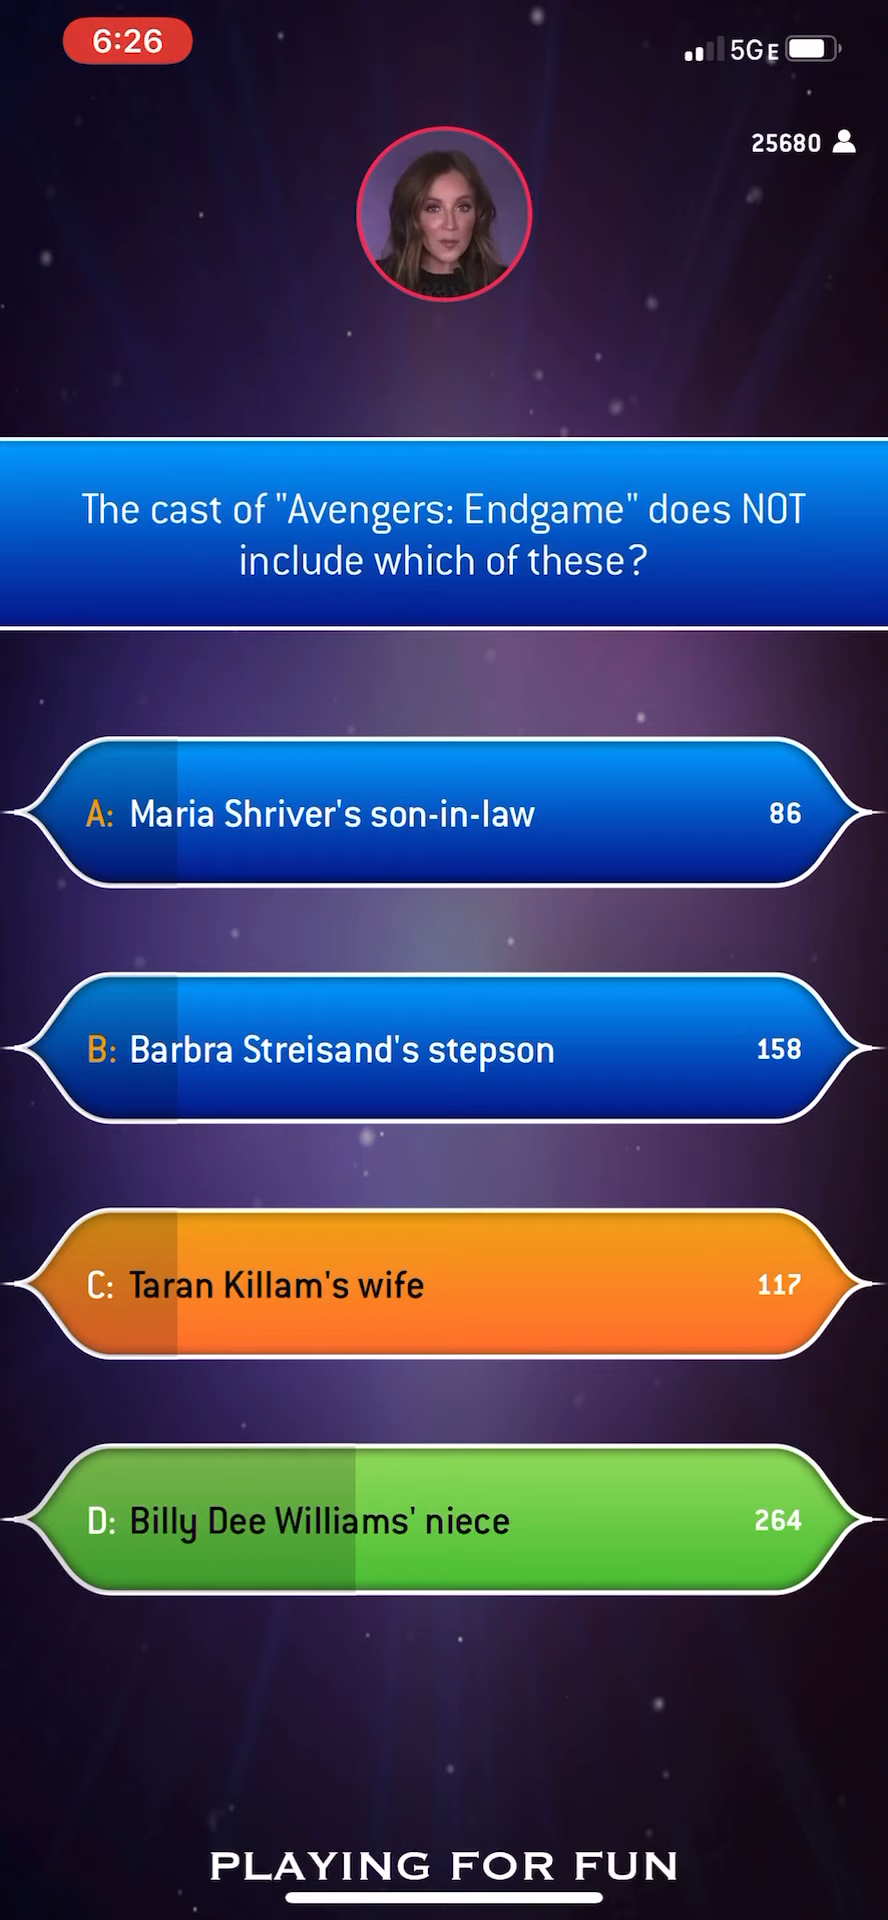 6:26
5GE
25680
The cast of "Avengers: Endgame" does NOT
include which of these?
A: Maria Shriver's son-in-law 86
B: Barbra Streisand's stepson 158
C: Taran Killam's wife 117
D: Billy Dee Williams' niece 264
PLAYING FOR FUN